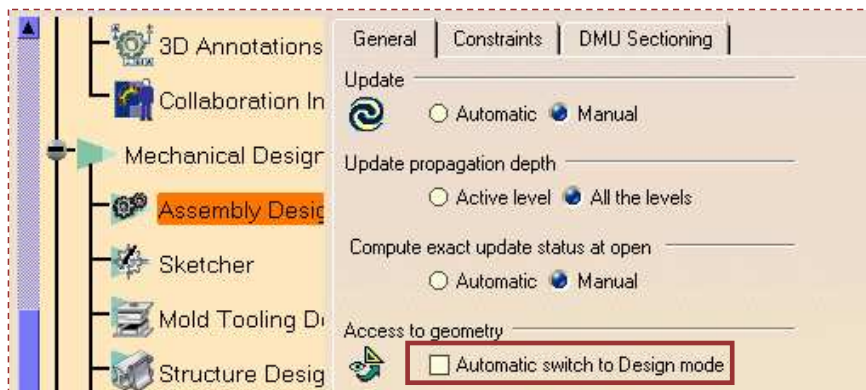 3D Annotations
Collaboration In
Mechanical Design
Assembly Desig
Sketcher
Mold Tooling D
Structure Desig
General Constraints DMU Sectioning
Update
Automatic Manual
Update propagation depth
Active level All the levels
Compute exact update status at open
Automatic Manual
Access to geometry
Automatic switch to Design mode